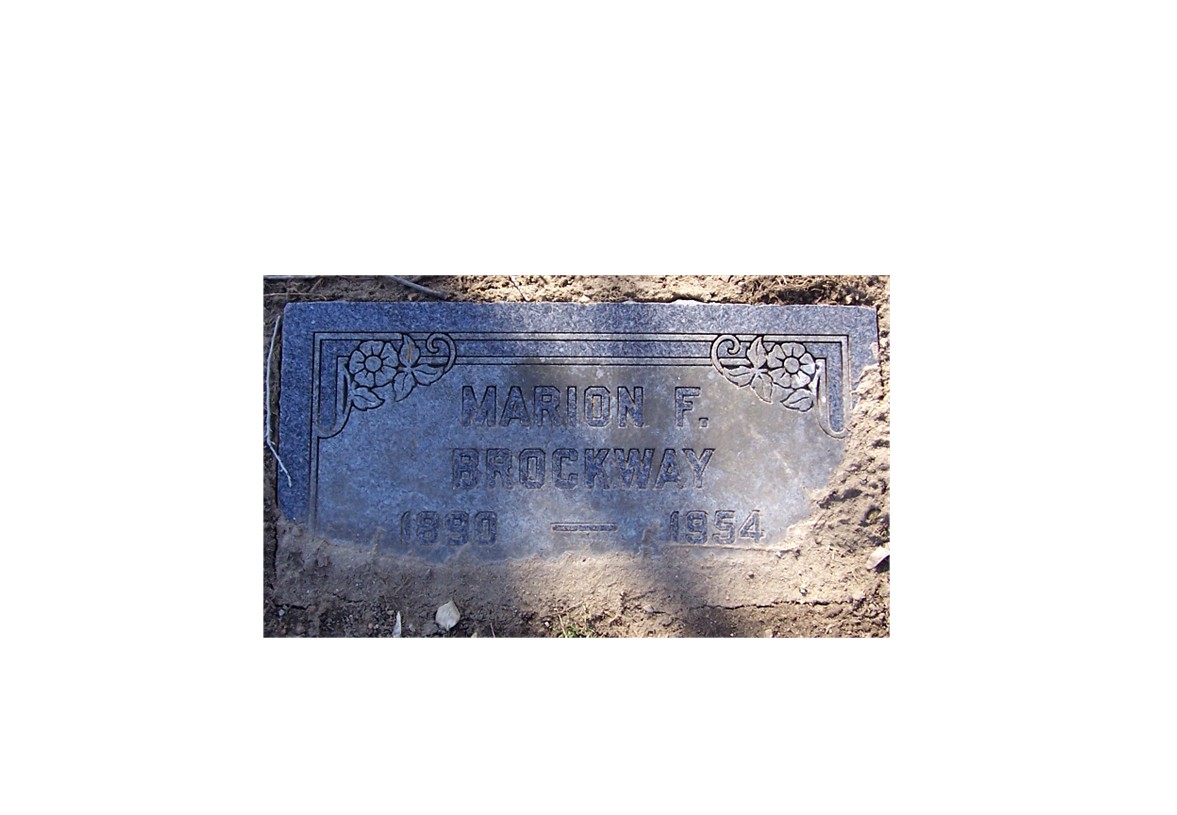 MARION F.
BROCKWAY
1890 — 1954